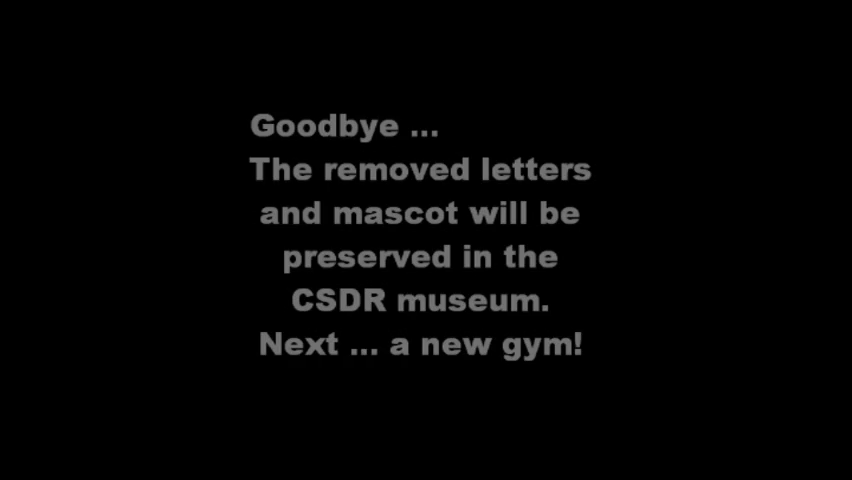 Goodbye ...
The removed letters
and mascot will be
preserved in the
CSDR museum.
Next ... a new gym!